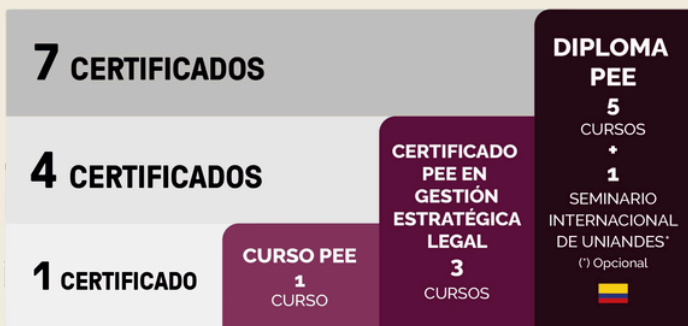 7 CERTIFICADOS
4 CERTIFICADOS
1 CERTIFICADO
CURSO PEE
1
CURSO
CERTIFICADO
PEE EN
GESTIÓN
ESTRATÉGICA
LEGAL
3
CURSOS
DIPLOMA
PEE
5
CURSOS
+
1
SEMINARIO
INTERNACIONAL
DE UNIANDES*
(*) Opcional